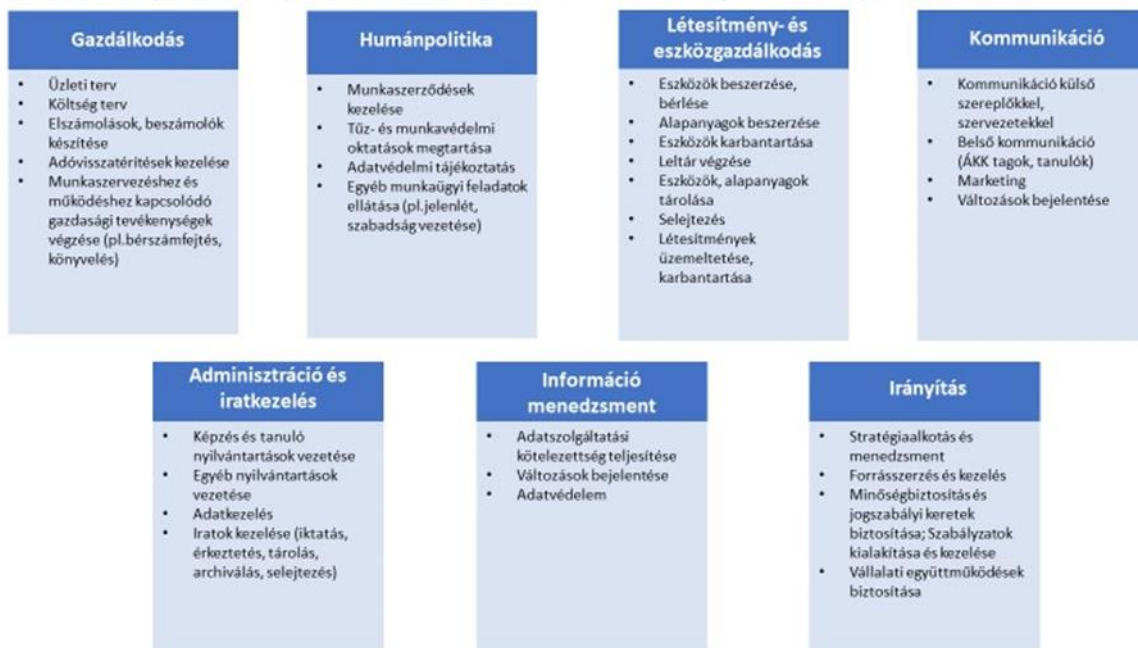 Gazdálkodás
• Üzleti terv
• Költség terv
• Elszámolások, beszámolók
készítése
• Adóvisszatérítések kezelése
• Munkaszervezéshez és
működéshez kapcsolódó
gazdasági tevékenységek
végzése (pl.bérszámfejtés,
könyvelés)
Humánpolitika
• Munkaszerződések
kezelése
• Tűz- és munkavédelmi
oktatások megtartása
• Adatvédelmi tájékoztatás
• Egyéb munkaügyi feladatok
ellátása (pl.jelenlét,
szabadság vezetése)
Létesítmény- és
eszközgazdálkodás
• Eszközök beszerzése,
bérlése
• Alapanyagok beszerzése
• Eszközök karbantartása
• Leltár végzése
• Eszközök, alapanyagok
tárolása
• Selejtezés
• Létesítmények
üzemeltetése,
karbantartása
Kommunikáció
• Kommunikáció külső
szereplőkkel,
szervezetekkel
• Belső kommunikáció
(ÁKK tagok, tanulók)
• Marketing
• Változások bejelentése
Adminisztráció és
iratkezelés
• Képzés és tanuló
nyilvántartások vezetése
• Egyéb nyilvántartások
vezetése
• Adatkezelés
• Iratok kezelése (iktatás,
érkeztetés, tárolás,
archiválás, selejtezés)
Információ
menedzsment
• Adatszolgáltatási
kötelezettség teljesítése
• Változások bejelentése
• Adatvédelem
Irányítás
• Stratégiaalkotás és
menedzsment
• Forrásszerzés és kezelés
• Minőségbiztosítás és
jogszabályi keretek
biztosítása; Szabályzatok
kialakítása és kezelése
• Vállalati együttműködések
biztosítása